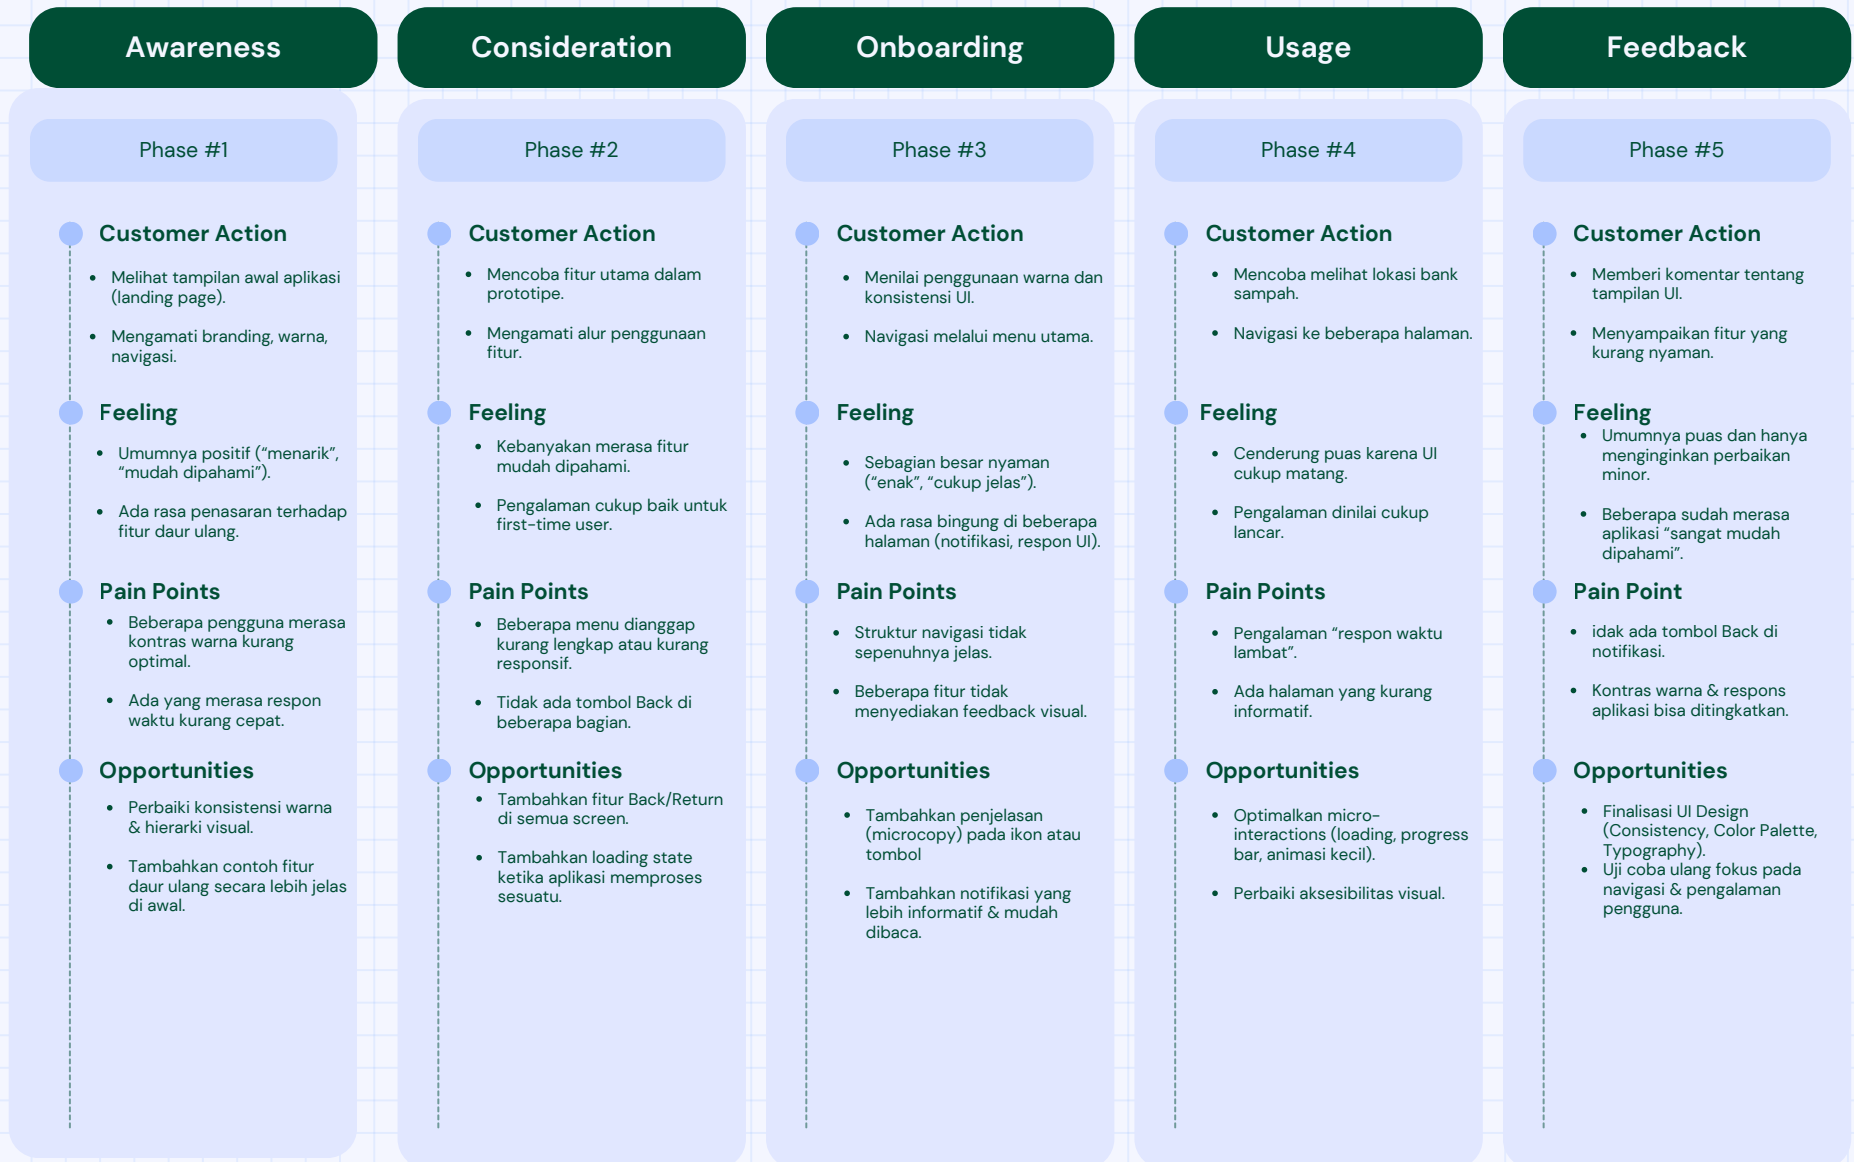 Awareness
Phase #1
Customer Action
• Melihat tampilan awal aplikasi
(landing page).
• Mengamati branding, warna,
navigasi.
Feeling
• Umumnya positif (“menarik”,
“mudah dipahami”).
• Ada rasa penasaran terhadap
fitur daur ulang.
Pain Points
• Beberapa pengguna merasa
kontras warna kurang
optimal.
• Ada yang merasa respon
waktu kurang cepat.
Opportunities
• Perbaiki konsistensi warna
& hierarki visual.
• Tambahkan contoh fitur
daur ulang secara lebih jelas
di awal.
Consideration
Phase #2
Customer Action
• Mencoba fitur utama dalam
prototipe.
• Mengamati alur penggunaan
fitur.
Feeling
• Kebanyakan merasa fitur
mudah dipahami.
• Pengalaman cukup baik untuk
first-time user.
Pain Points
• Beberapa menu dianggap
kurang lengkap atau kurang
responsif.
• Tidak ada tombol Back di
beberapa bagian.
Opportunities
• Tambahkan fitur Back/Return
di semua screen.
• Tambahkan loading state
ketika aplikasi memproses
sesuatu.
Onboarding
Phase #3
Customer Action
• Menilai penggunaan warna dan
konsistensi UI.
• Navigasi melalui menu utama.
Feeling
• Sebagian besar nyaman
(“enak”, “cukup jelas”).
• Ada rasa bingung di beberapa
halaman (notifikasi, respon UI).
Pain Points
• Struktur navigasi tidak
sepenuhnya jelas.
• Beberapa fitur tidak
menyediakan feedback visual.
Opportunities
• Tambahkan penjelasan
(microcopy) pada ikon atau
tombol
• Tambahkan notifikasi yang
lebih informatif & mudah
dibaca.
Usage
Phase #4
Customer Action
• Mencoba melihat lokasi bank
sampah.
• Navigasi ke beberapa halaman.
Feeling
• Cenderung puas karena UI
cukup matang.
• Pengalaman dinilai cukup
lancar.
Pain Points
• Pengalaman “respon waktu
lambat”.
• Ada halaman yang kurang
informatif.
Opportunities
• Optimalkan micro-
interactions (loading, progress
bar, animasi kecil).
• Perbaiki aksesibilitas visual.
Feedback
Phase #5
Customer Action
• Memberi komentar tentang
tampilan UI.
• Menyampaikan fitur yang
kurang nyaman.
Feeling
• Umumnya puas dan hanya
menginginkan perbaikan
minor.
• Beberapa sudah merasa
aplikasi “sangat mudah
dipahami”.
Pain Point
• idak ada tombol Back di
notifikasi.
• Kontras warna & respons
aplikasi bisa ditingkatkan.
Opportunities
• Finalisasi UI Design
(Consistency, Color Palette,
Typography).
• Uji coba ulang fokus pada
navigasi & pengalaman
pengguna.